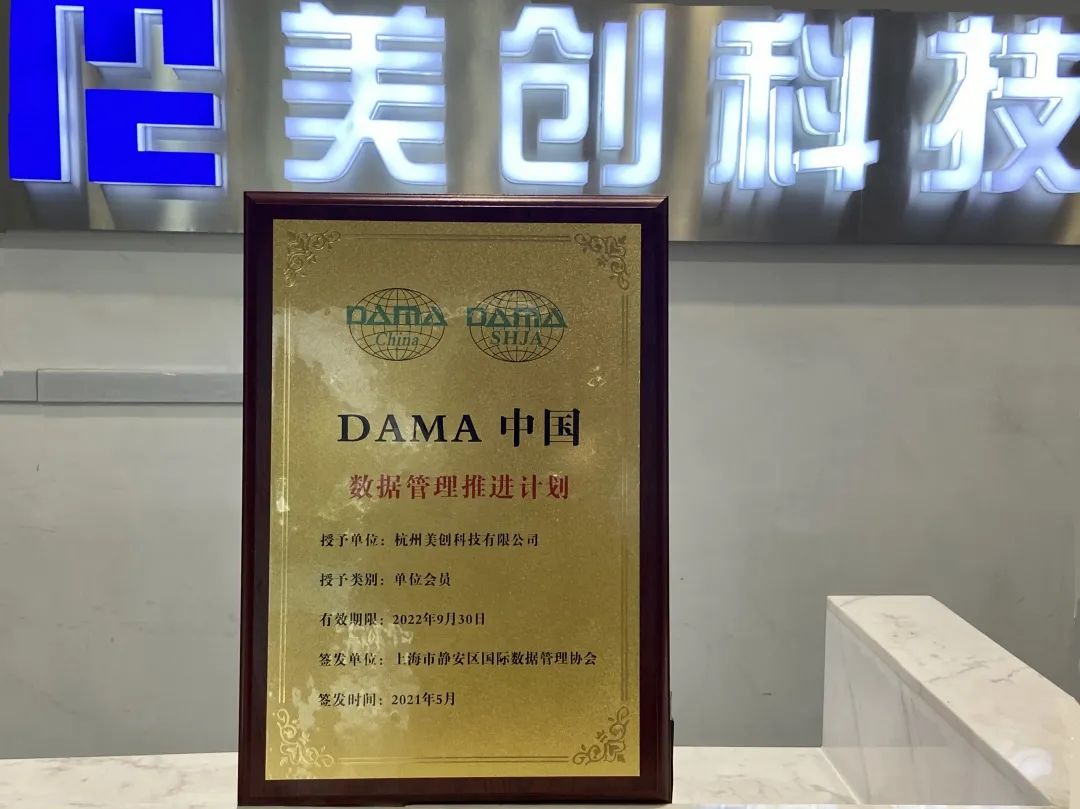 美创科技
DAMA China
DAMA SHJA
DAMA 中国
数据管理推进计划
授予单位：杭州美创科技有限公司
授予类别：单位会员
有效期限：2022年9月30日
签发单位：上海市静安区国际数据管理协会
签发时间：2021年5月